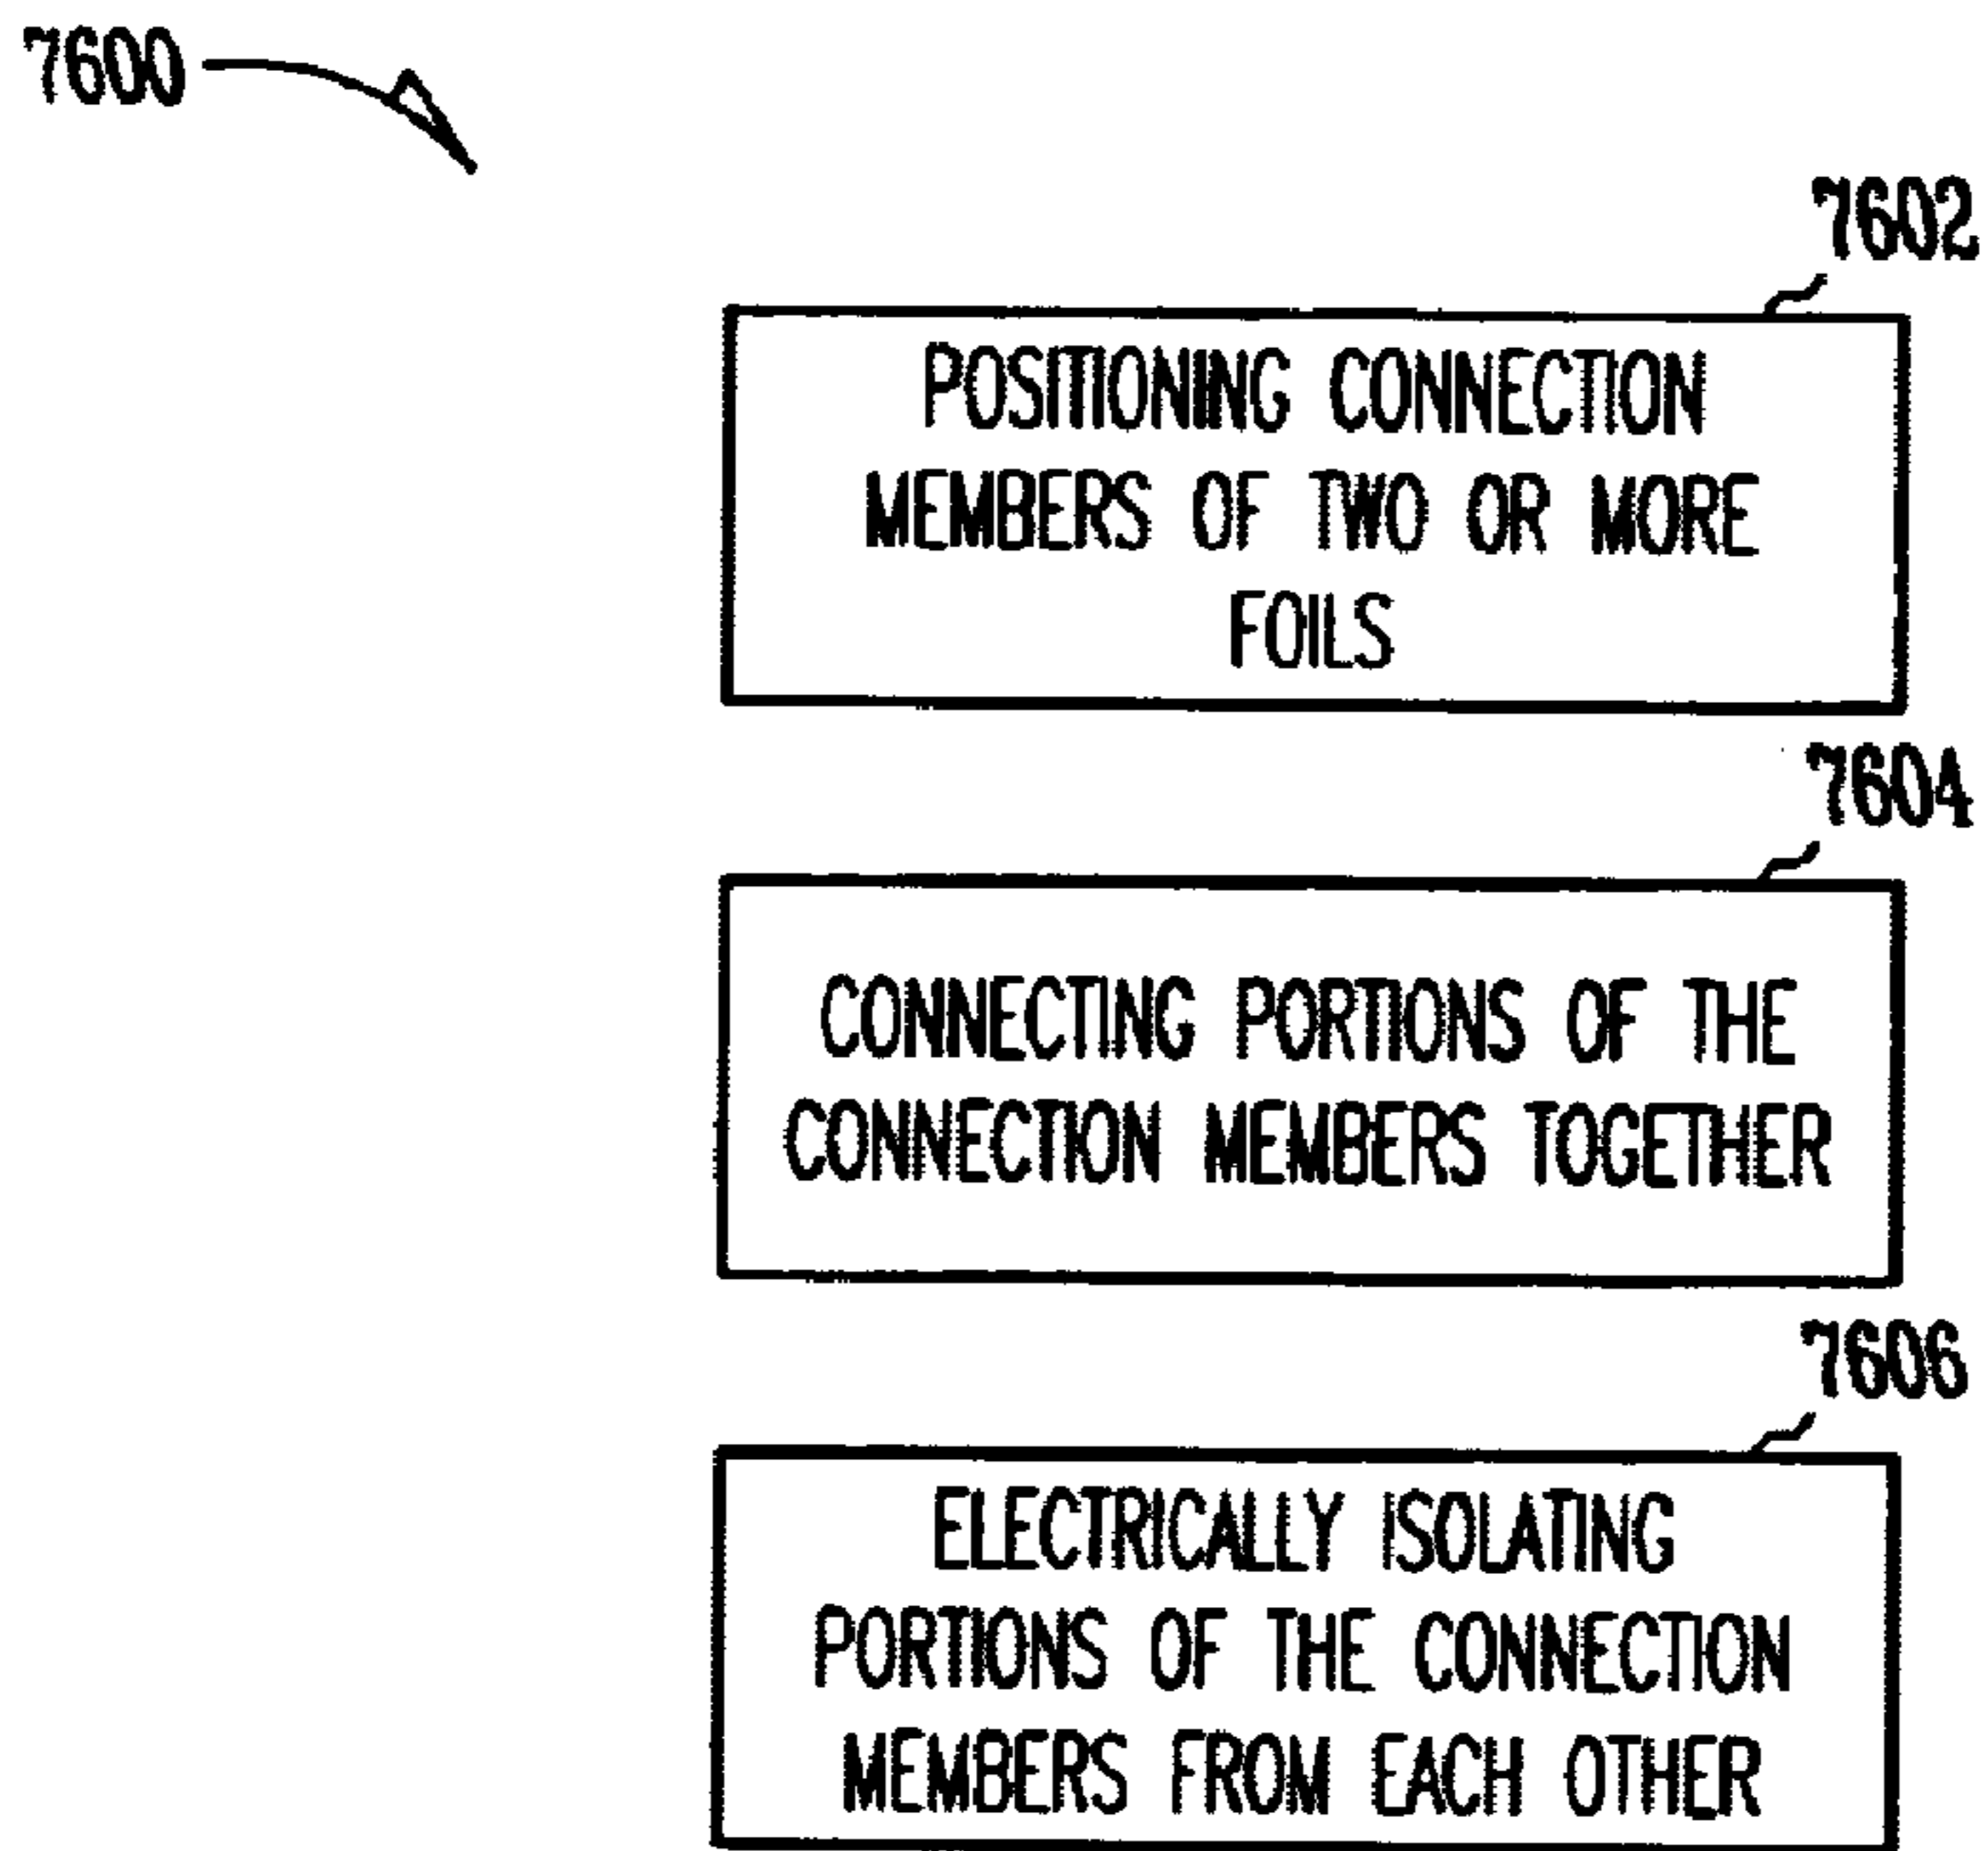 7600
7602
POSITIONING CONNECTION
MEMBERS OF TWO OR MORE
FOILS
7604
CONNECTING PORTIONS OF THE
CONNECTION MEMBERS TOGETHER
7606
ELECTRICALLY ISOLATING
PORTIONS OF THE CONNECTION
MEMBERS FROM EACH OTHER